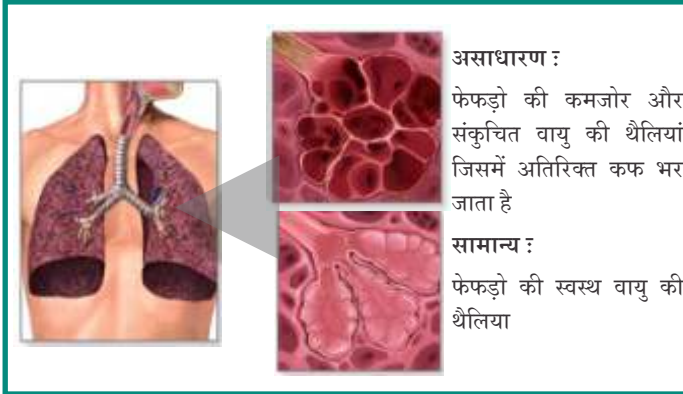 असाधारण :
फेफड़ो की कमजोर और
संकुचित वायु की थैलियां
जिसमें अतिरिक्त कफ भर
जाता है
सामान्य :
फेफड़ो की स्वस्थ वायु की
थैलिया